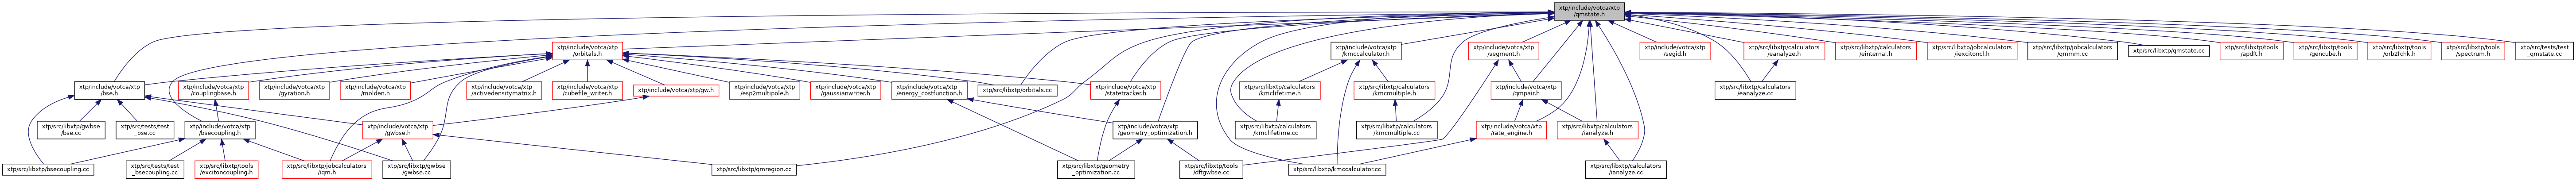 xtp/include/votca/xtp
/qmstate.h
xtp/include/votca/xtp
/orbitals.h
xtp/include/votca/xtp
/kmccalculator.h
xtp/include/votca/xtp
/segment.h
xtp/include/votca/xtp
/segid.h
xtp/include/votca/xtp
/eanalyze.h
xtp/src/libxtp/calculators
/einternal.h
xtp/src/libxtp/jobcalculators
/iexcitoncl.h
xtp/src/libxtp/jobcalculators
/qmmm.cc
xtp/src/libxtp/qmstate.cc
xtp/src/libxtp/tools
/apdft.h
xtp/src/libxtp/tools
/gencube.h
xtp/src/libxtp/tools
/orb2fchk.h
xtp/src/libxtp/tools
/spectrum.h
xtp/src/tests/test
_qmstate.cc
xtp/include/votca/xtp
/bse.h
xtp/include/votca/xtp
/couplingbase.h
xtp/include/votca/xtp
/gyration.h
xtp/include/votca/xtp
/molden.h
xtp/include/votca/xtp
/activedensitymatrix.h
xtp/include/votca/xtp
/cubefile_writer.h
xtp/include/votca/xtp/gw.h
xtp/include/votca/xtp
/esp2multipole.h
xtp/include/votca/xtp
/gaussianwriter.h
xtp/include/votca/xtp
/energy_costfunction.h
xtp/src/libxtp/orbitals.cc
xtp/include/votca/xtp
/statetracker.h
xtp/src/libxtp/calculators
/kmclifetime.h
xtp/src/libxtp/calculators
/kmcmultiple.h
xtp/include/votca/xtp
/qmpair.h
xtp/src/libxtp/calculators
/eanalyze.cc
xtp/src/libxtp/gwbse
/bse.cc
xtp/src/tests/test
_bse.cc
xtp/include/votca/xtp
/bsecoupling.h
xtp/include/votca/xtp
/gwbse.h
xtp/include/votca/xtp
/geometry_optimization.h
xtp/src/libxtp/calculators
/kmclifetime.cc
xtp/src/libxtp/calculators
/kmcmultiple.cc
xtp/include/votca/xtp
/rate_engine.h
xtp/src/libxtp/calculators
/ianalyze.h
xtp/src/libxtp/bsecoupling.cc
xtp/src/tests/test
_bsecoupling.cc
xtp/src/libxtp/tools
/excitoncoupling.h
xtp/src/libxtp/jobcalculators
/iqm.h
xtp/src/libxtp/gwbse
/gwbse.cc
xtp/src/libxtp/qmregion.cc
xtp/src/libxtp/geometry
_optimization.cc
xtp/src/libxtp/tools
/dftgwbse.cc
xtp/src/libxtp/kmccalculator.cc
xtp/src/libxtp/calculators
/ianalyze.cc